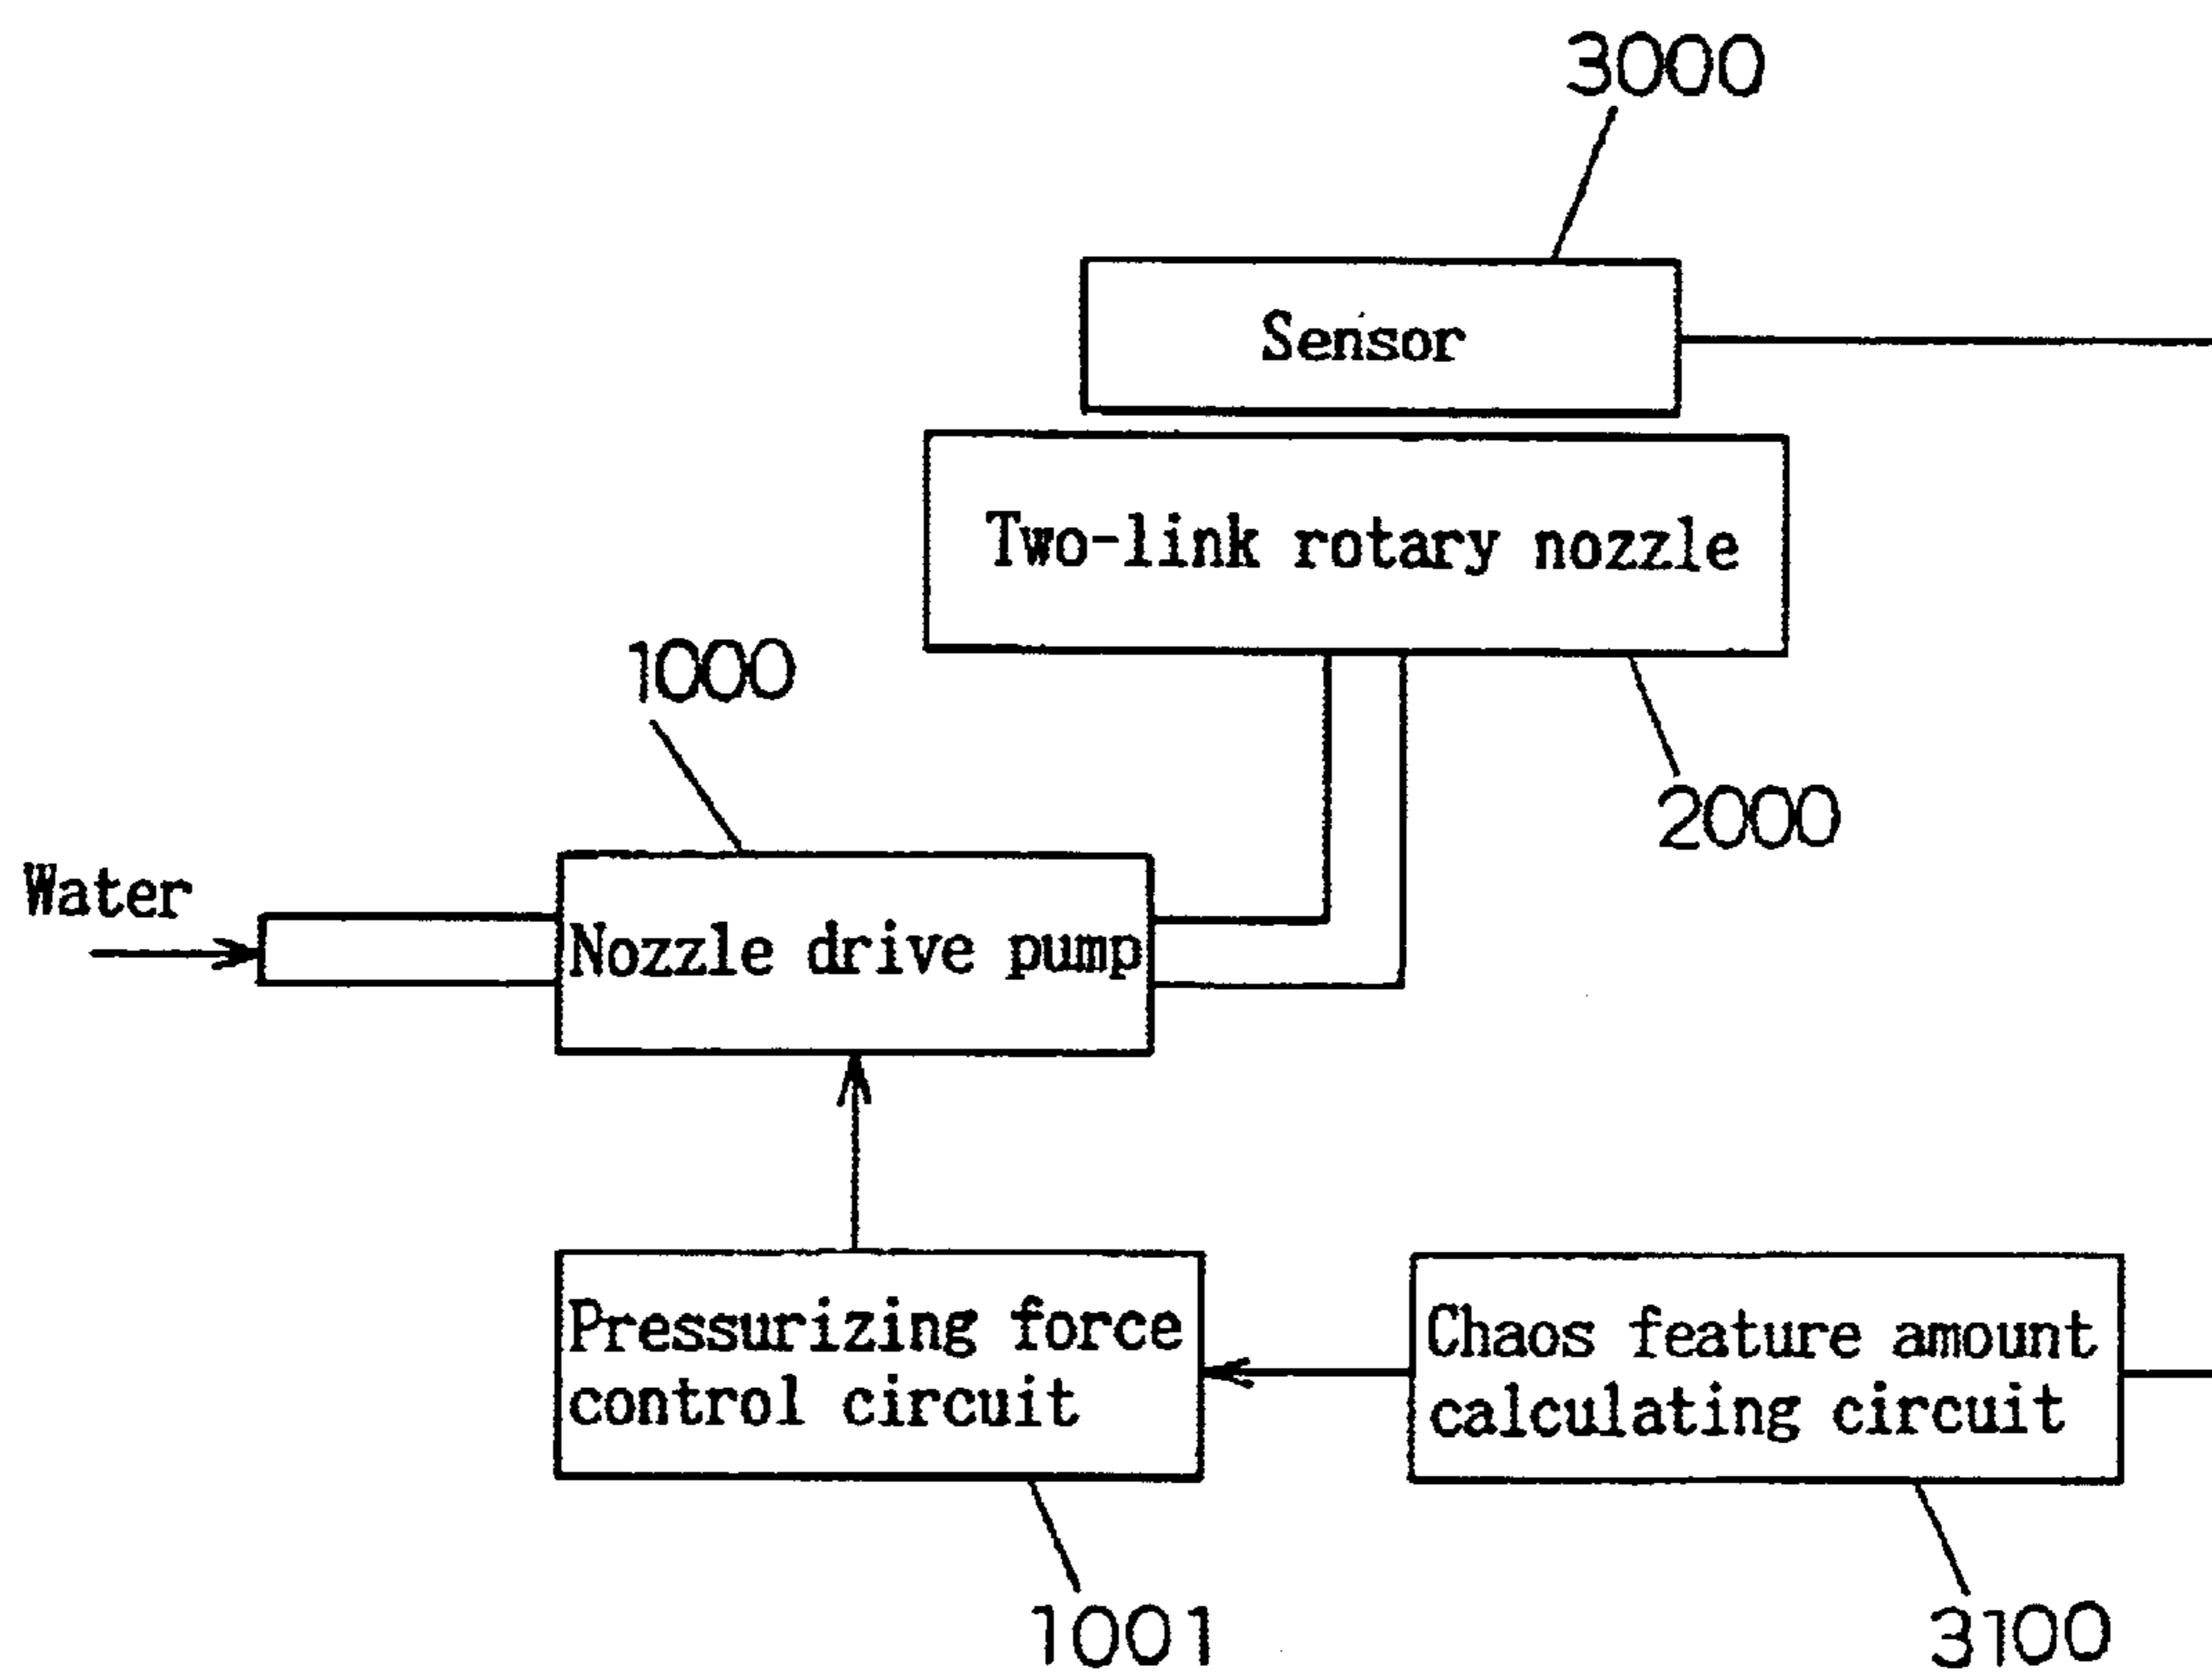 3000
Sensor
Two-link rotary nozzle
1000
2000
Water
Nozzle drive pump
Pressurizing force
control circuit
Chaos feature amount
calculating circuit
1001
3100